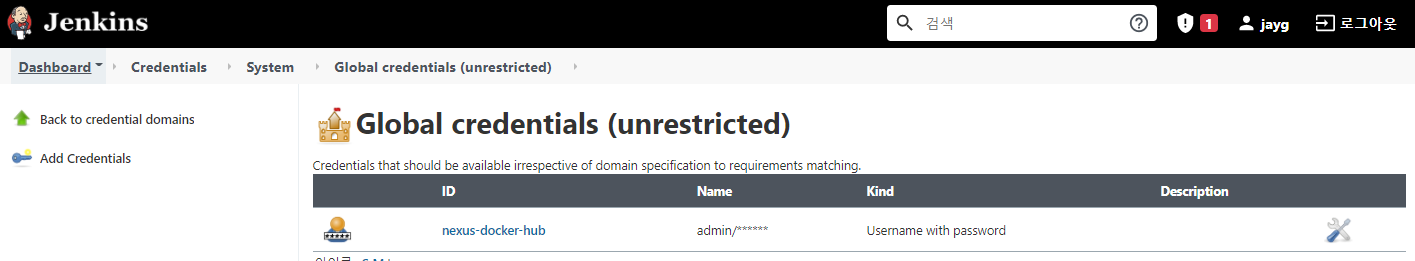 Jenkins 검색 1 jayg 로그아웃
Dashboard Credentials System Global credentials (unrestricted)
Back to credential domains
Add Credentials
Global credentials (unrestricted)
Credentials that should be available irrespective of domain specification to requirements matching.
ID Name Kind Description
nexus-docker-hub admin/****** Username with password